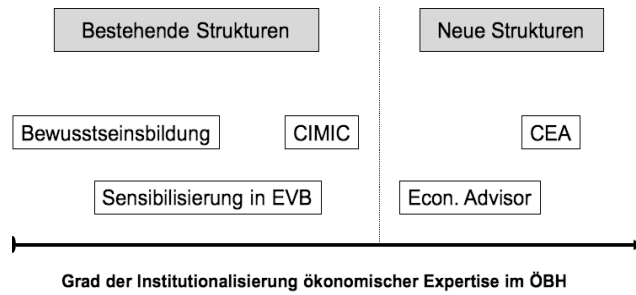 Bestehende Strukturen
Neue Strukturen
Bewusstseinsbildung
CIMIC
CEA
Sensibilisierung in EVB
Econ. Advisor
Grad der Institutionalisierung ökonomischer Expertise im ÖBH